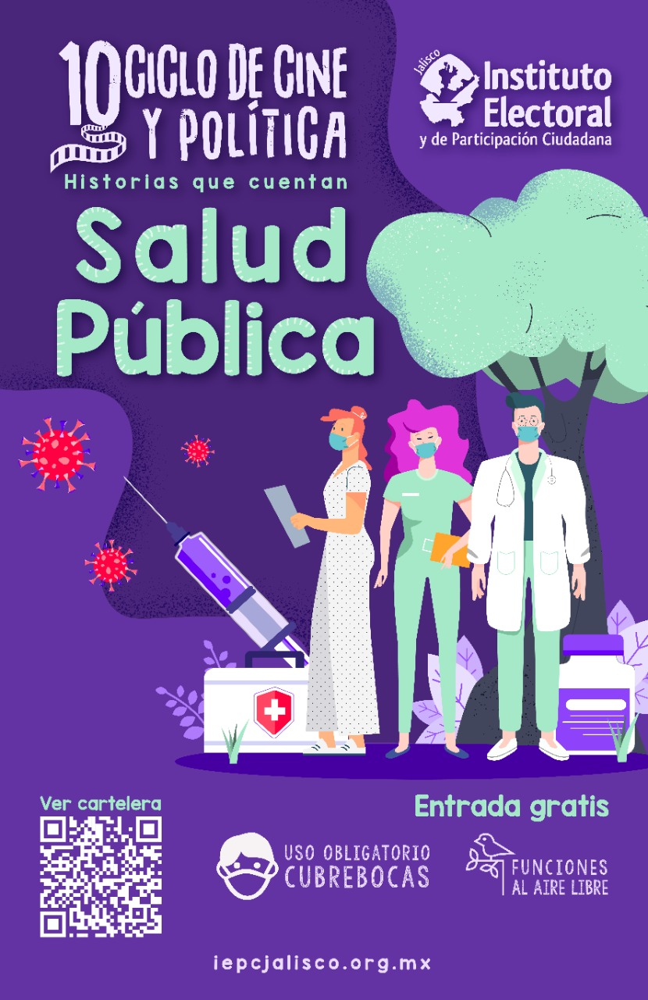 10 CICLO DE CINE
Y POLÍTICA
Historias que cuentan
Salud
Pública
Jalisco
Instituto
Electoral
y de Participación Ciudadana
Ver cartelera
Entrada gratis
USO OBLIGATORIO
CUBREBOCAS
FUNCIONES
AL AIRE LIBRE
iepcjalisco.org.mx